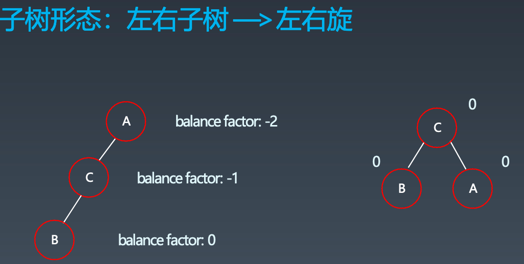 子树形态：左右子树 —> 左右旋
A
balance factor: -2
C
balance factor: -1
B
balance factor: 0
0
C
0
0
B
A